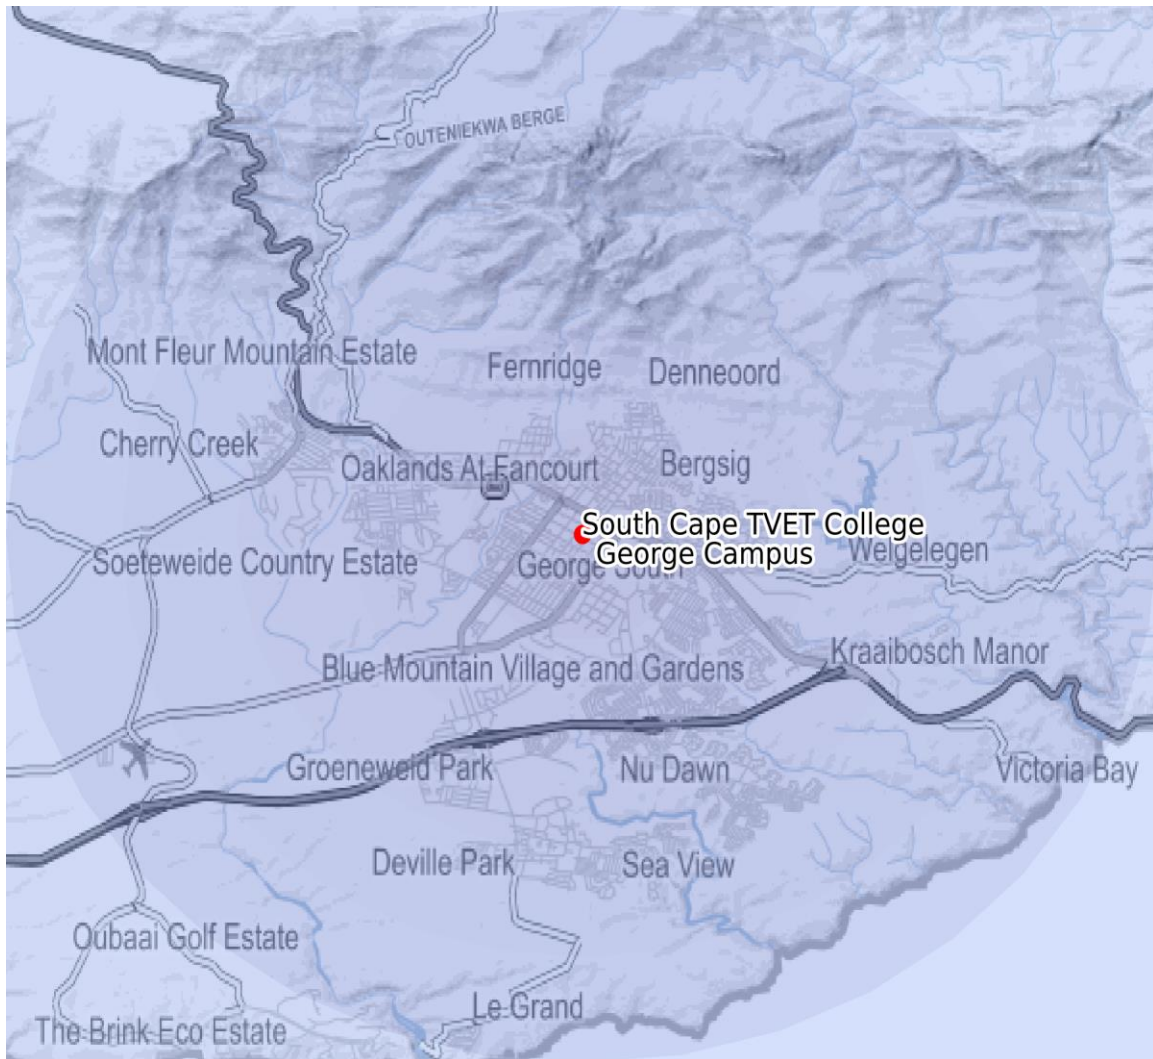 OUTENIEKWA BERGE
Mont Fleur Mountain Estate
Fernridge
Denneoord
Cherry Creek
Oaklands At Fancourt
Bergsig
South Cape TVET College
George Campus
Soeteweide Country Estate
George South
Welgelegen
Blue Mountain Village and Gardens
Kraaibosch Manor
Groeneweid Park
Nu Dawn
Victoria Bay
Deville Park
Sea View
Oubaai Golf Estate
Le Grand
The Brink Eco Estate